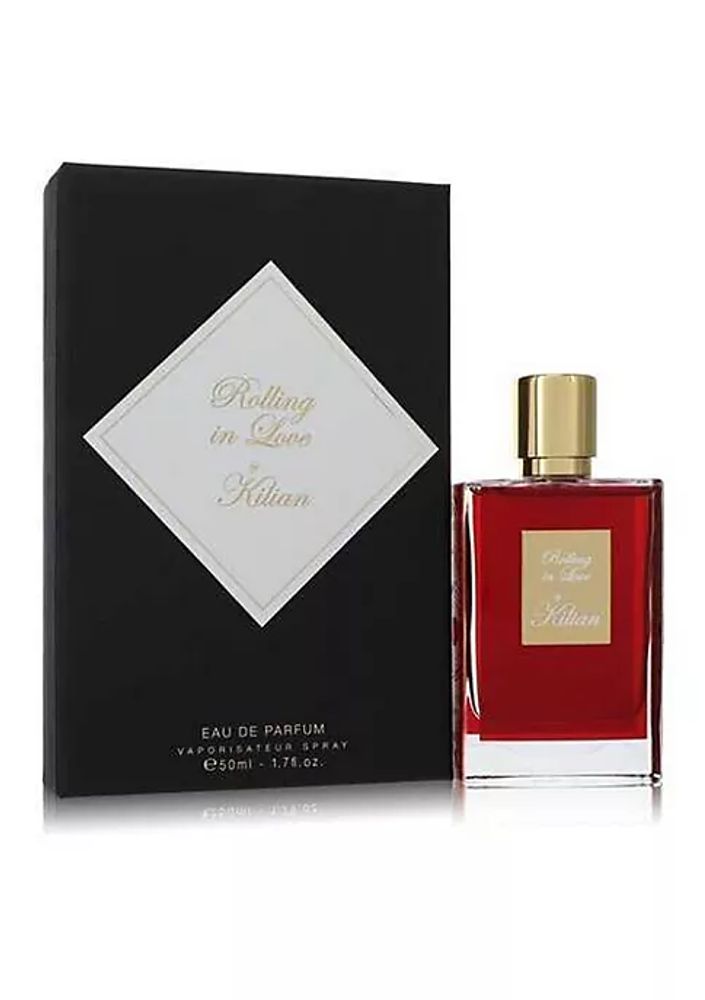 Rolling
in Love
by
Kilian
EAU DE PARFUM
VAPORISATEUR SPRAY
℮50ml - 1.7fl.oz.
Rolling
in Love
by
Kilian